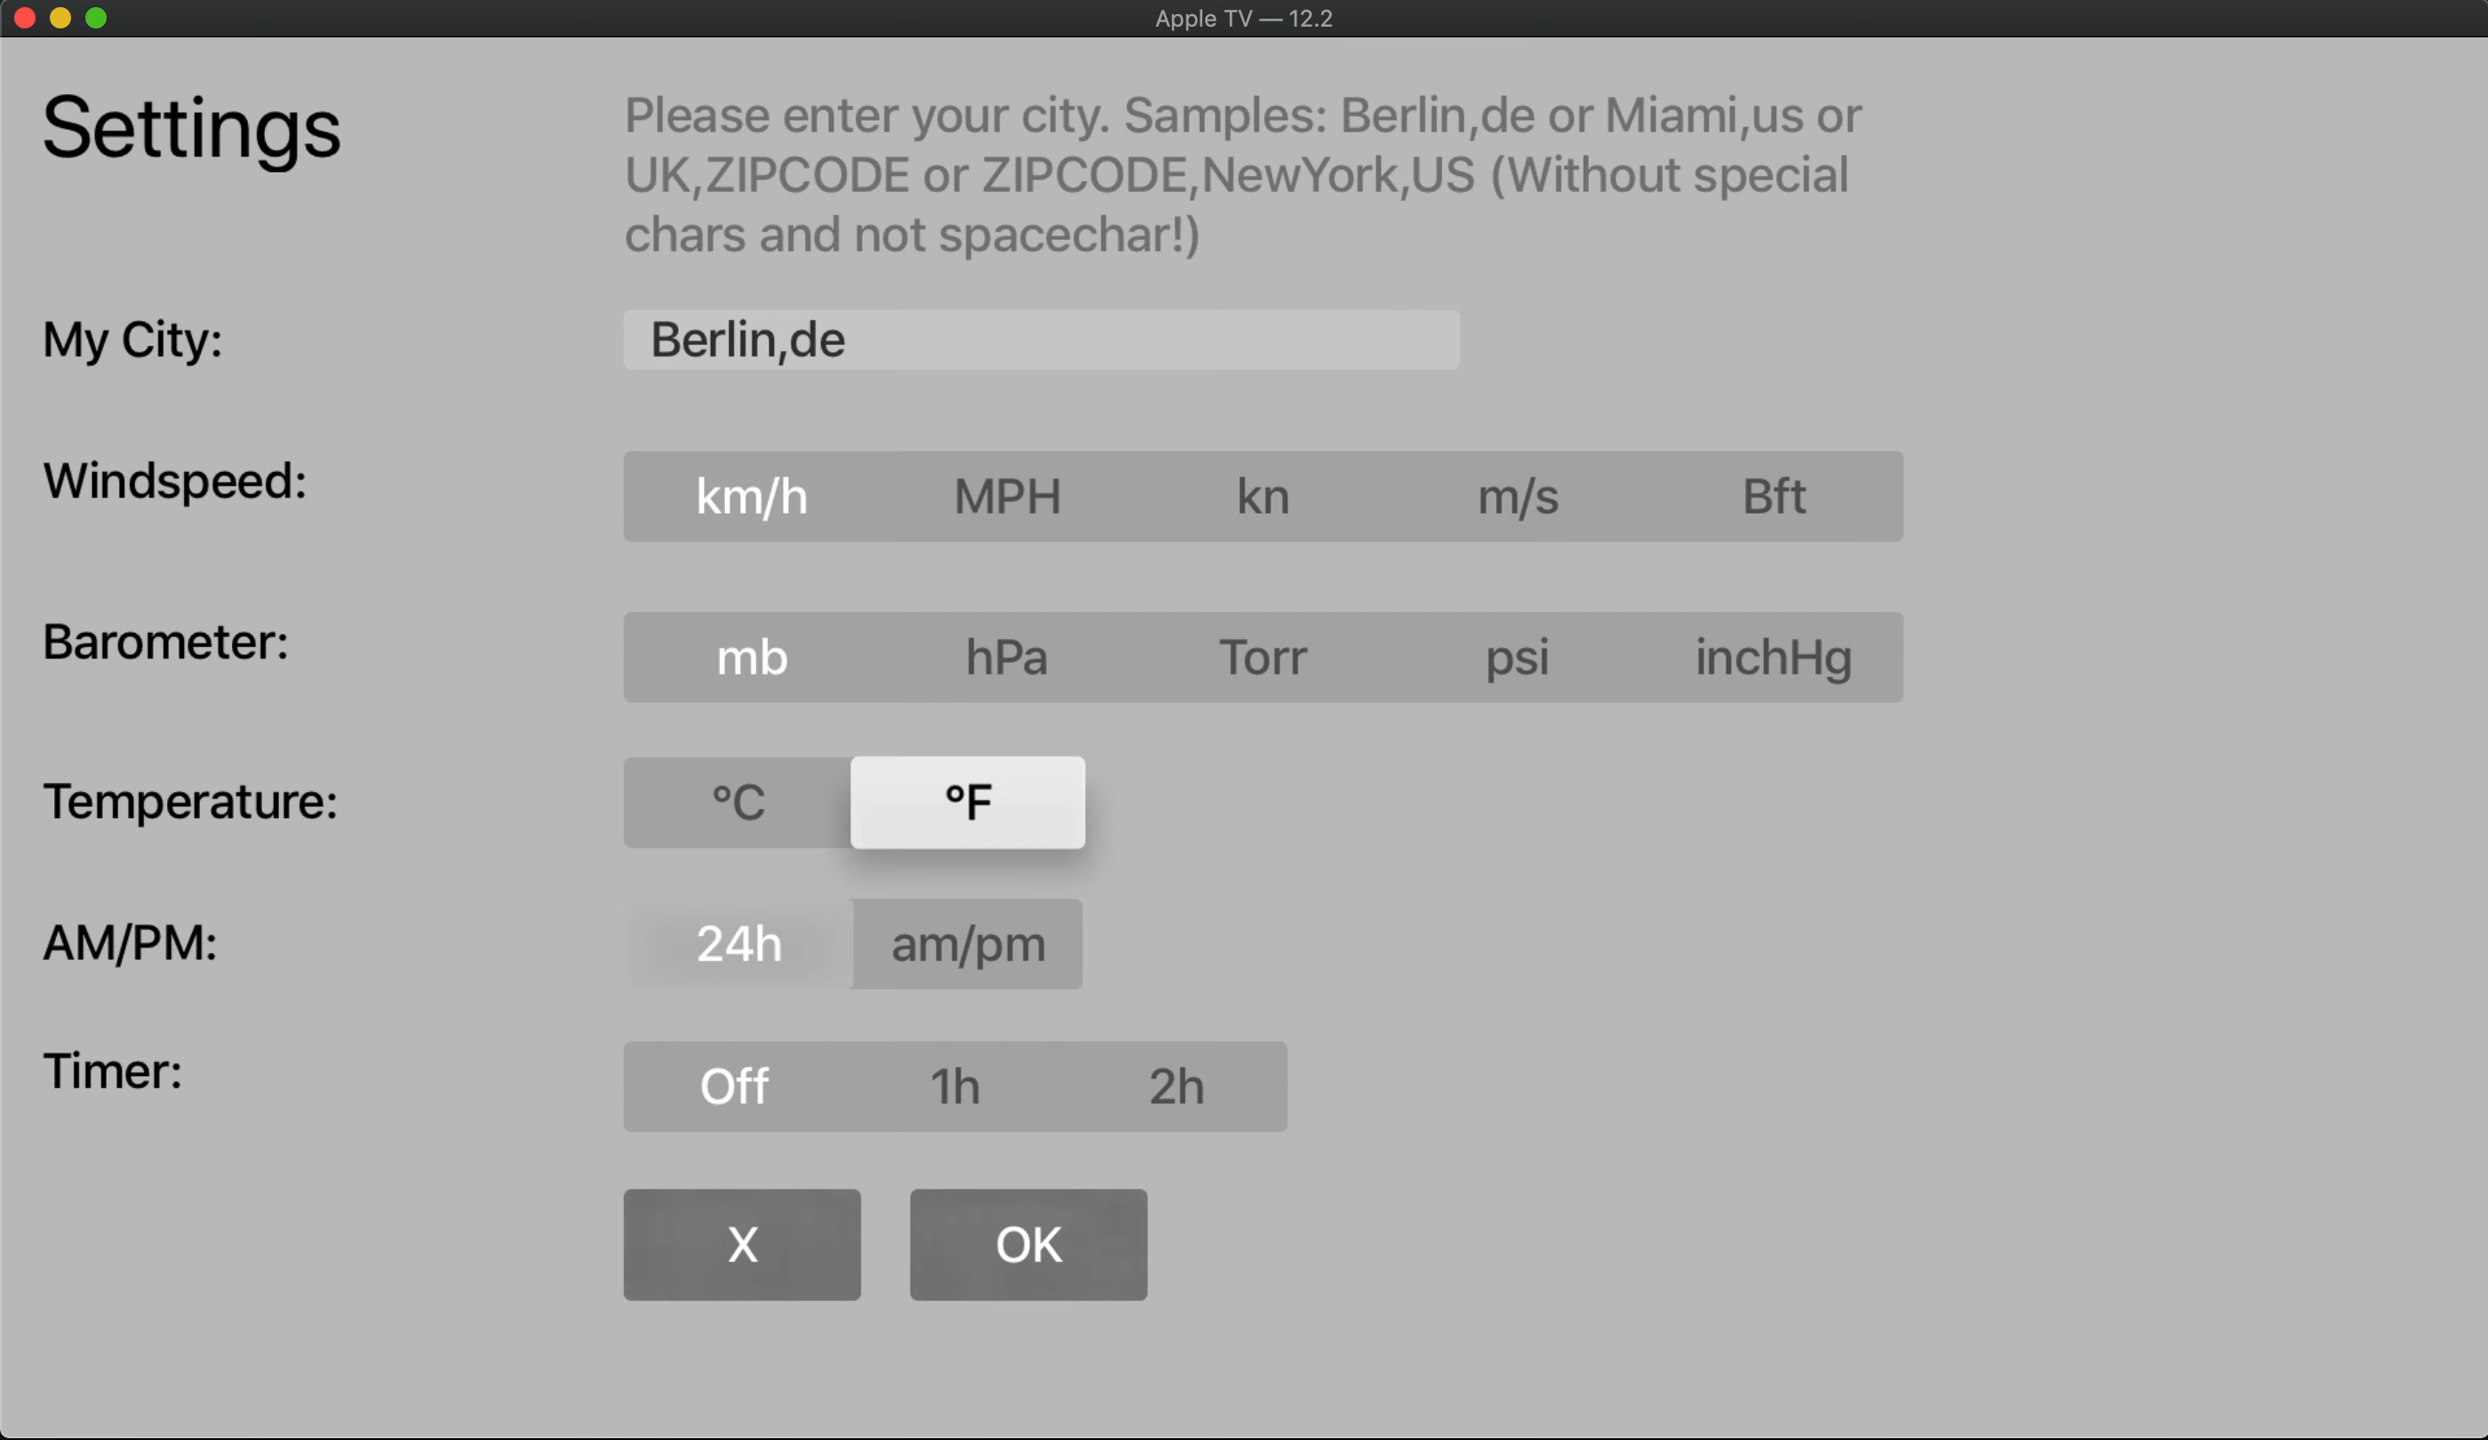 Apple TV — 12.2
Settings
Please enter your city. Samples: Berlin,de or Miami,us or
UK,ZIPCODE or ZIPCODE,NewYork,US (Without special
chars and not spacechar!)
My City:
Berlin,de
Windspeed:
km/h MPH kn m/s Bft
Barometer:
mb hPa Torr psi inchHg
Temperature:
°C °F
AM/PM:
24h am/pm
Timer:
Off 1h 2h
X OK